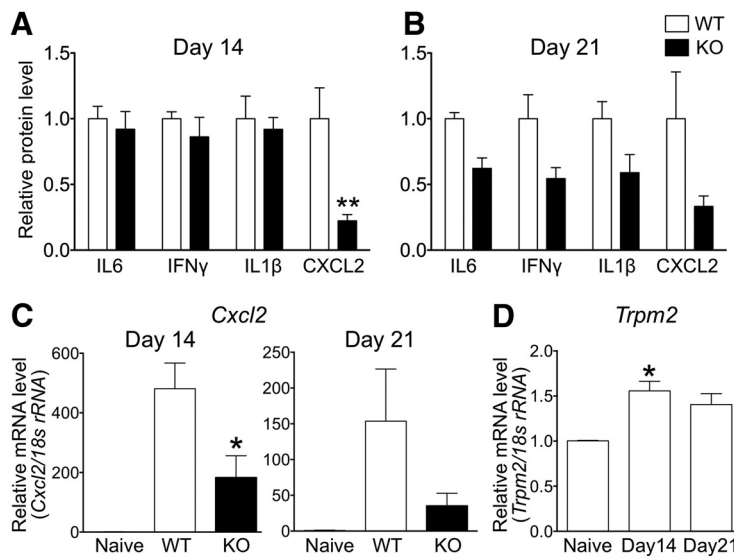 A
Day 14
Relative protein level
1.5
1.0
0.5
0.0
IL6 IFNγ IL1β CXCL2
**
B
Day 21
WT
KO
1.5
1.0
0.5
0.0
IL6 IFNγ IL1β CXCL2
C
Cxcl2
Day 14
Relative mRNA level
(Cxcl2/18s rRNA)
600
400
200
0
*
Naive WT KO
Day 21
250
200
150
100
50
0
Naive WT KO
D
Trpm2
Relative mRNA level
(Trpm2/18s rRNA)
2.0
1.5
1.0
0.5
0.0
*
Naive Day14 Day21